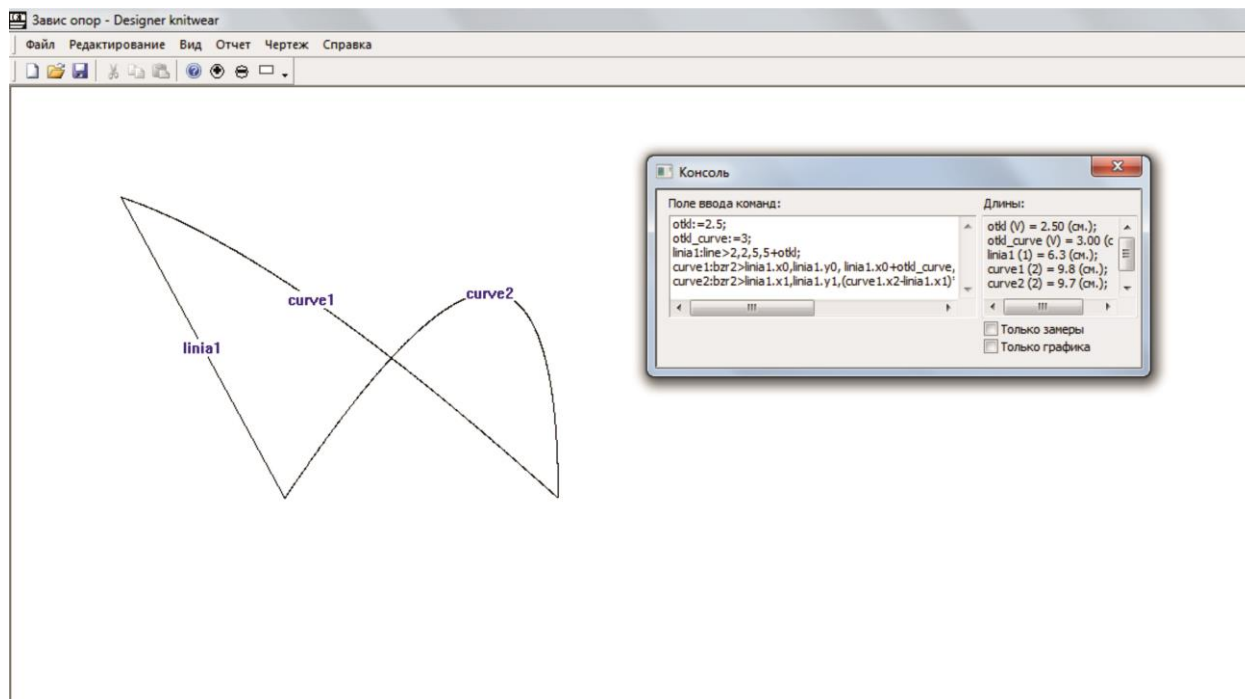 Завис опор - Designer knitwear
Файл Редактирование Вид Отчет Чертеж Справка
curve1
curve2
linia1
Консоль
Поле ввода команд:
otkl:=2.5;
otkl_curve:=3;
linia1:line>2,2,5,5+otkl;
curve1:bzr2>linia1.x0,linia1.y0, linia1.x0+otkl_curve,
curve2:bzr2>linia1.x1,linia1.y1,(curve1.x2-linia1.x1)
Длины:
otkl (V) = 2.50 (см.);
otkl_curve (V) = 3.00 (с
linia1 (1) = 6.3 (см.);
curve1 (2) = 9.8 (см.);
curve2 (2) = 9.7 (см.);
Только замеры
Только графика